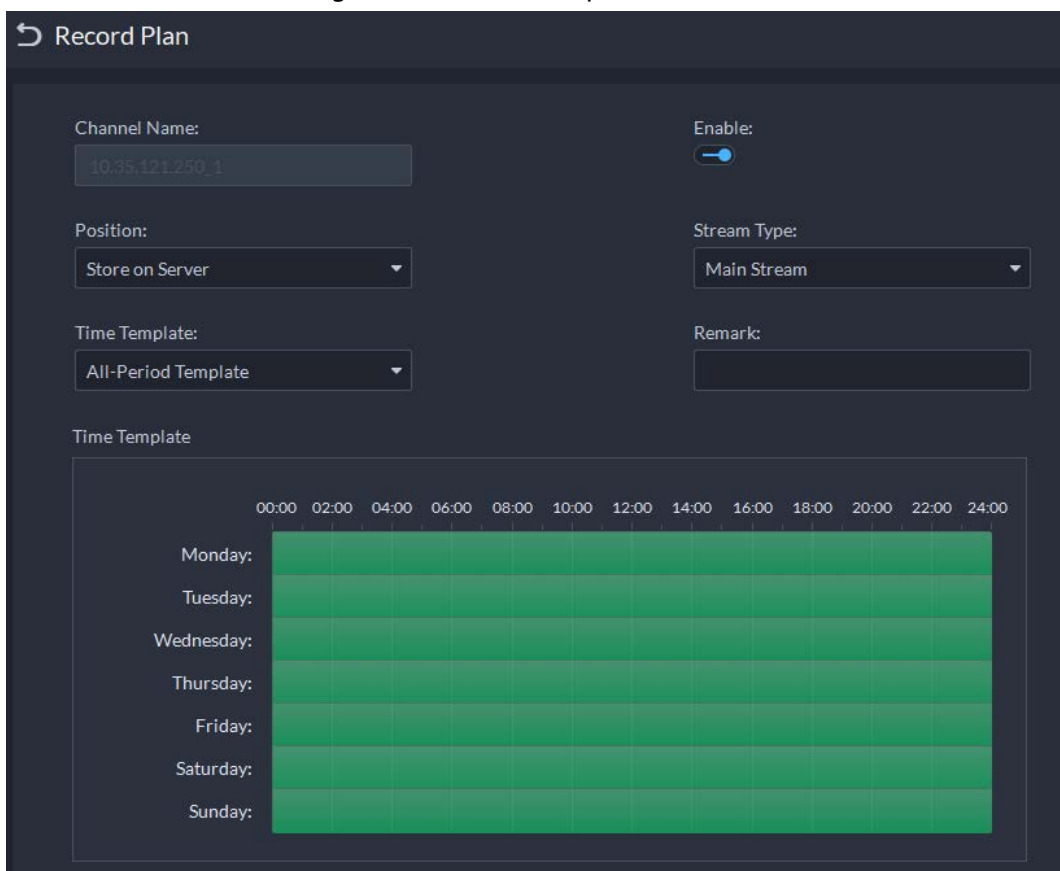 Record Plan
Channel Name: Enable:
10.35.121.250_1
Position: Stream Type:
Store on Server Main Stream
Time Template: Remark:
All-Period Template
Time Template
00:00 02:00 04:00 06:00 08:00 10:00 12:00 14:00 16:00 18:00 20:00 22:00 24:00
Monday:
Tuesday:
Wednesday:
Thursday:
Friday:
Saturday:
Sunday: